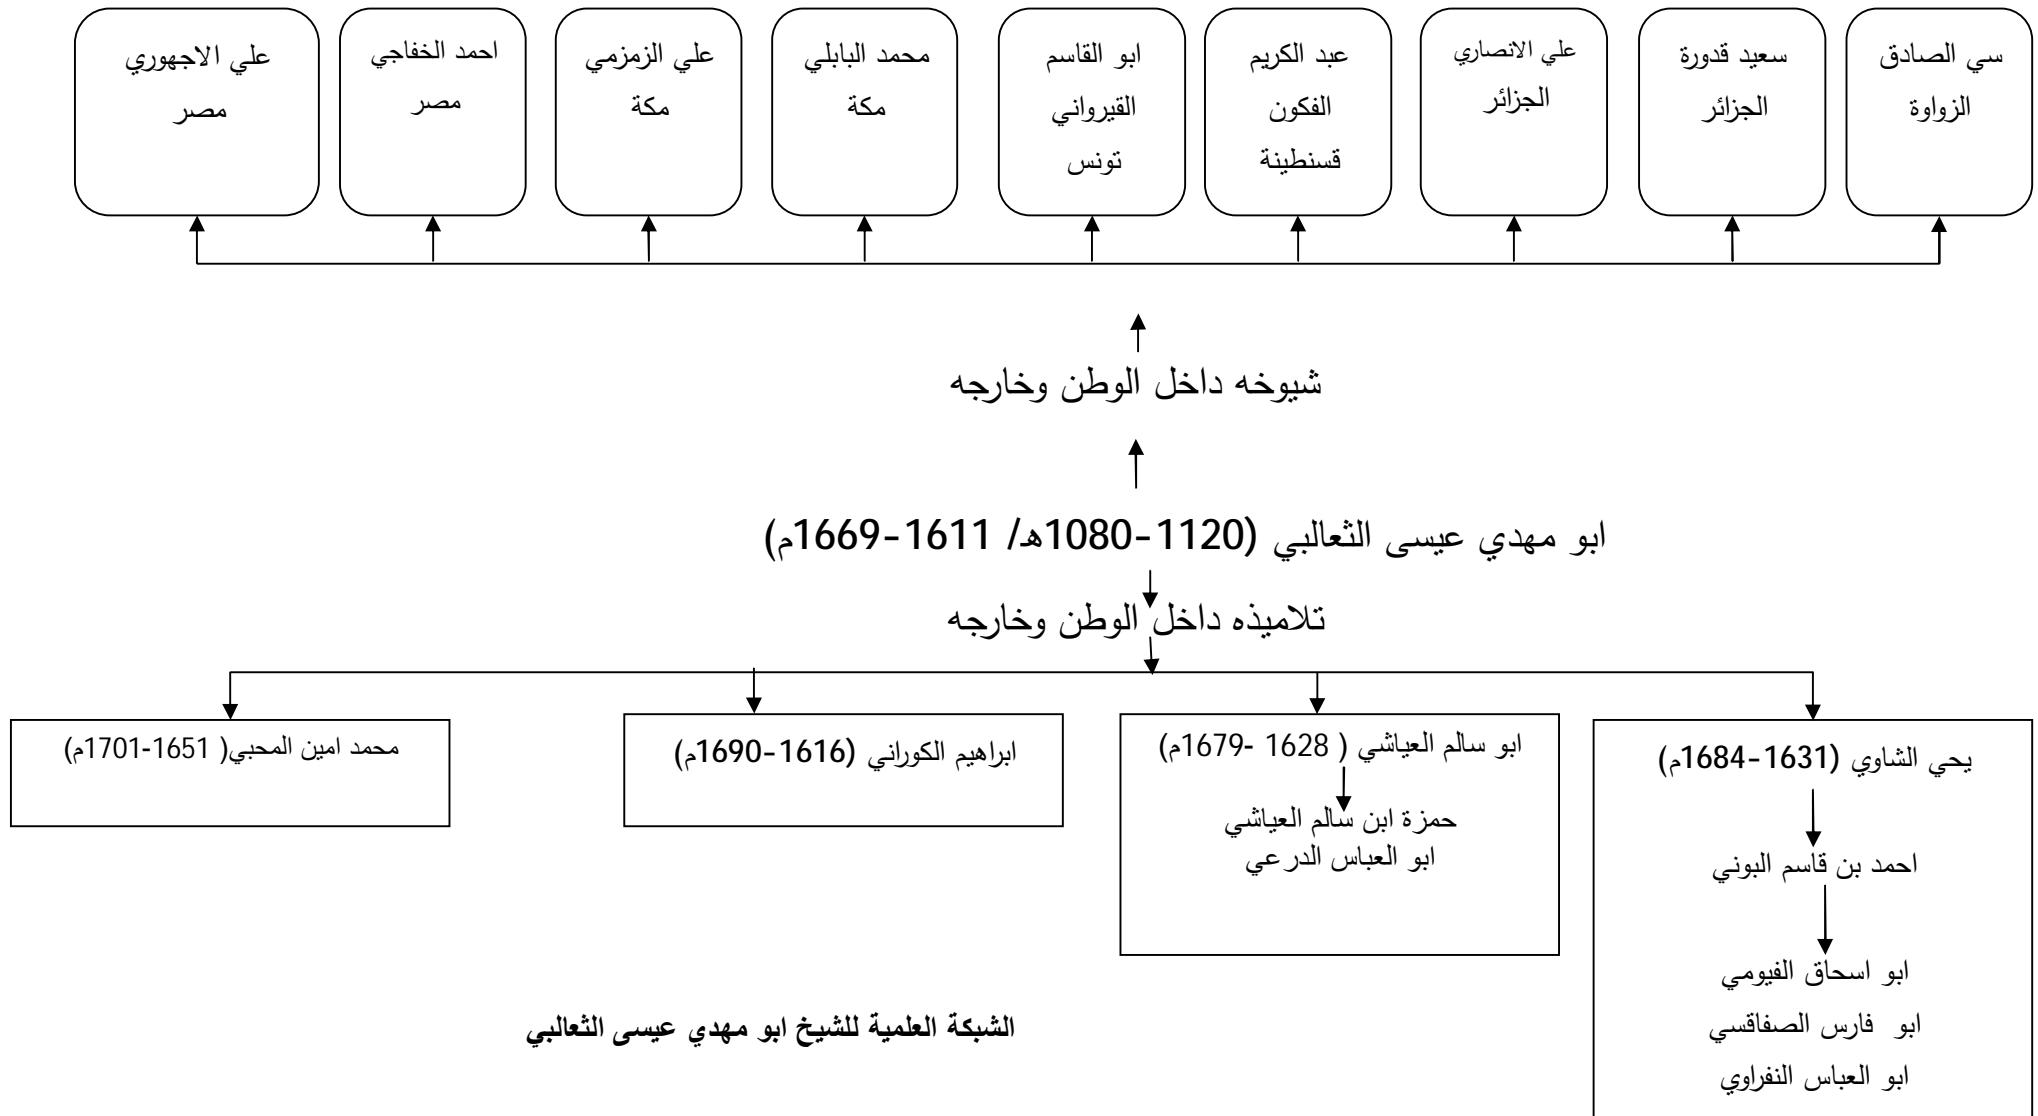 سي الصادق
الزواوة
سعيد قدورة
الجزائر
علي الانصاري
الجزائر
عبد الكريم
الفكون
قسنطينة
ابو القاسم
القيرواني
تونس
محمد البابلي
مكة
علي الزمزمي
مكة
احمد الخفاجي
مصر
علي الاجهوري
مصر
شيوخه داخل الوطن وخارجه
ابو مهدي عيسى الثعالبي (1120-1080ه/ 1611-1669م)
تلاميذه داخل الوطن وخارجه
يحي الشاوي (1631-1684م)
احمد بن قاسم البوني
ابو اسحاق الفيومي
ابو فارس الصفاقسي
ابو العباس النفراوي
ابو سالم العياشي ( 1628 -1679م)
حمزة ابن سالم العياشي
ابو العباس الدرعي
ابراهيم الكوراني (1616-1690م)
محمد امين المحبي( 1651-1701م)
الشبكة العلمية للشيخ ابو مهدي عيسى الثعالبي